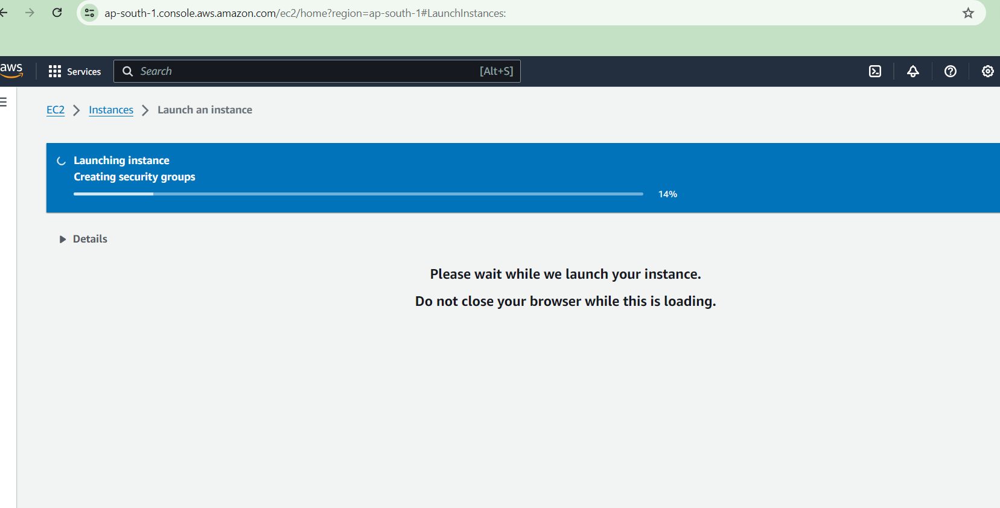 ap-south-1.console.aws.amazon.com/ec2/home?region=ap-south-1#LaunchInstances:
aws
Services
Search
[Alt+S]
EC2
Instances
Launch an instance
Launching instance
Creating security groups
14%
Details
Please wait while we launch your instance.
Do not close your browser while this is loading.